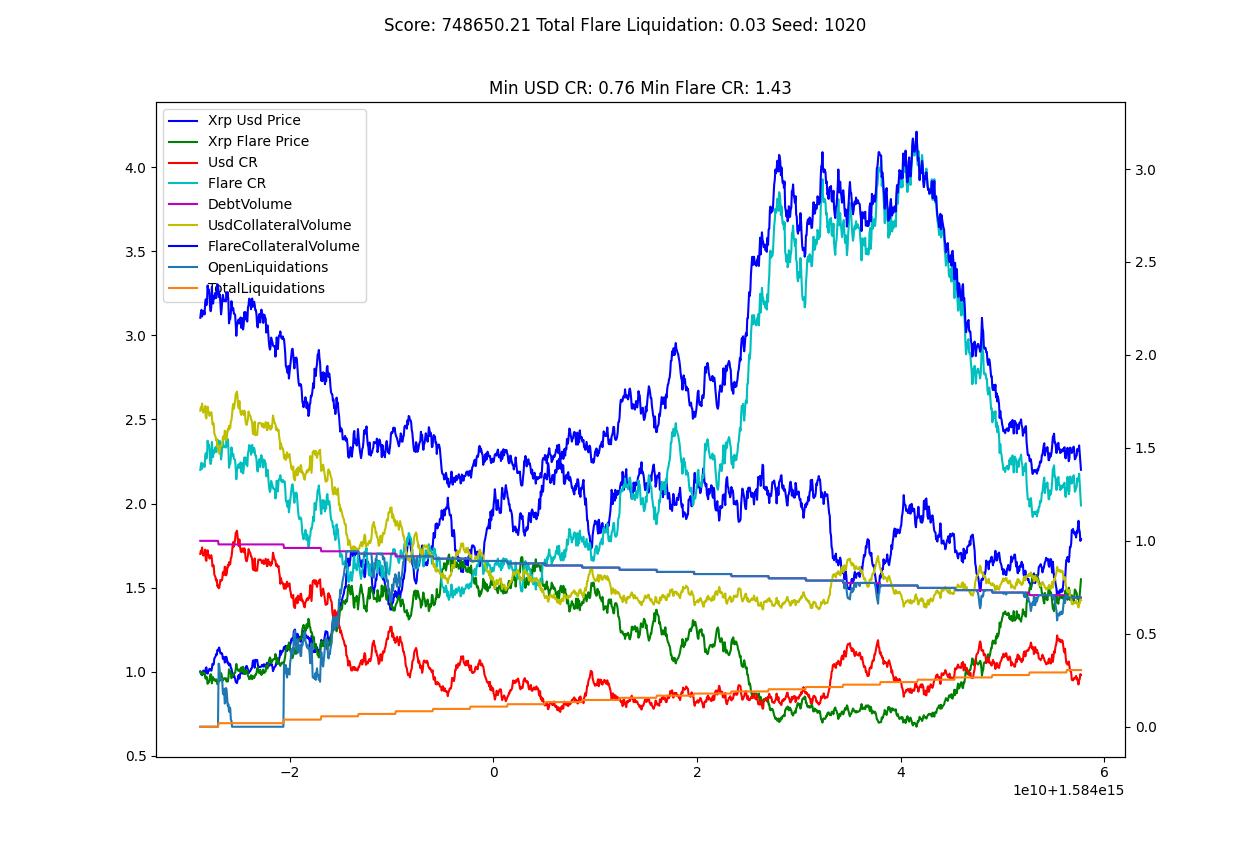 Score: 748650.21 Total Flare Liquidation: 0.03 Seed: 1020
Min USD CR: 0.76 Min Flare CR: 1.43
Xrp Usd Price
Xrp Flare Price
Usd CR
Flare CR
DebtVolume
UsdCollateralVolume
FlareCollateralVolume
OpenLiquidations
TotalLiquidations
4.0
3.5
3.0
2.5
2.0
1.5
1.0
0.5
3.0
2.5
2.0
1.5
1.0
0.5
0.0
−2 0 2 4 6
1e10+1.584e15